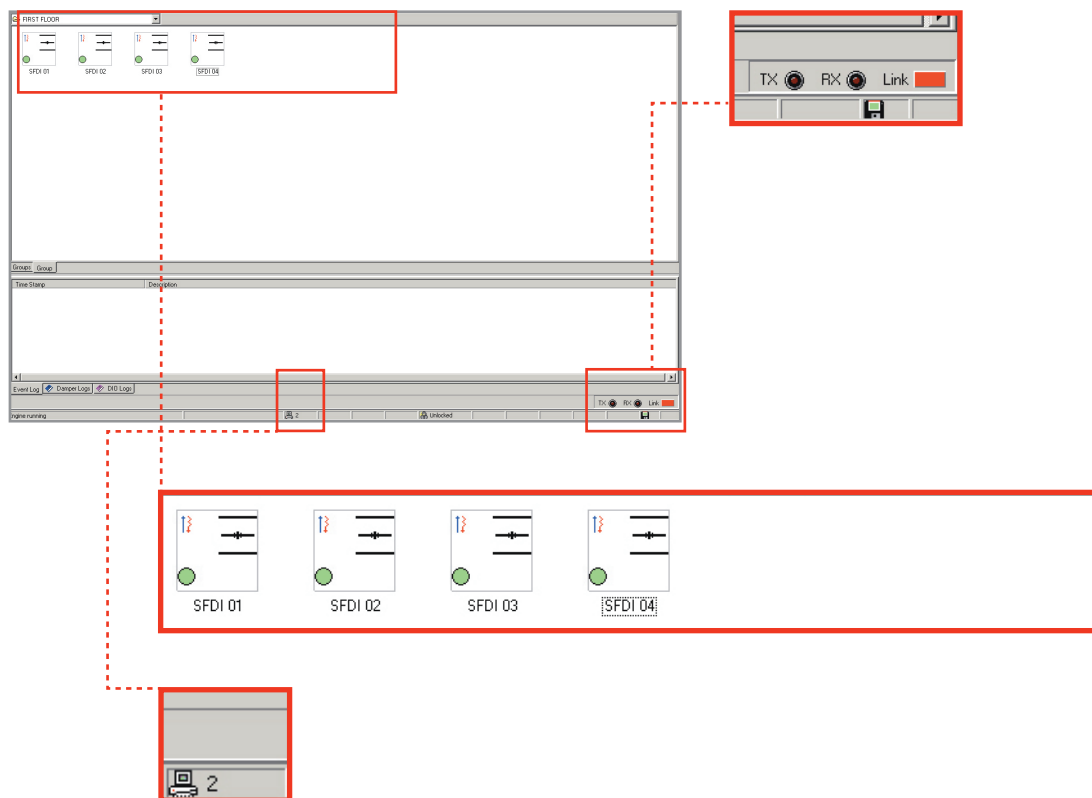 FIRST FLOOR
SFDI 01 SFDI 02 SFDI 03 SFDI 04
Groups Group
Time Stamp Description
Event Log Damper Logs DIO Logs
TX RX Link
ngine running 2 Unlocked
TX RX Link
SFDI 01 SFDI 02 SFDI 03 SFDI 04
2